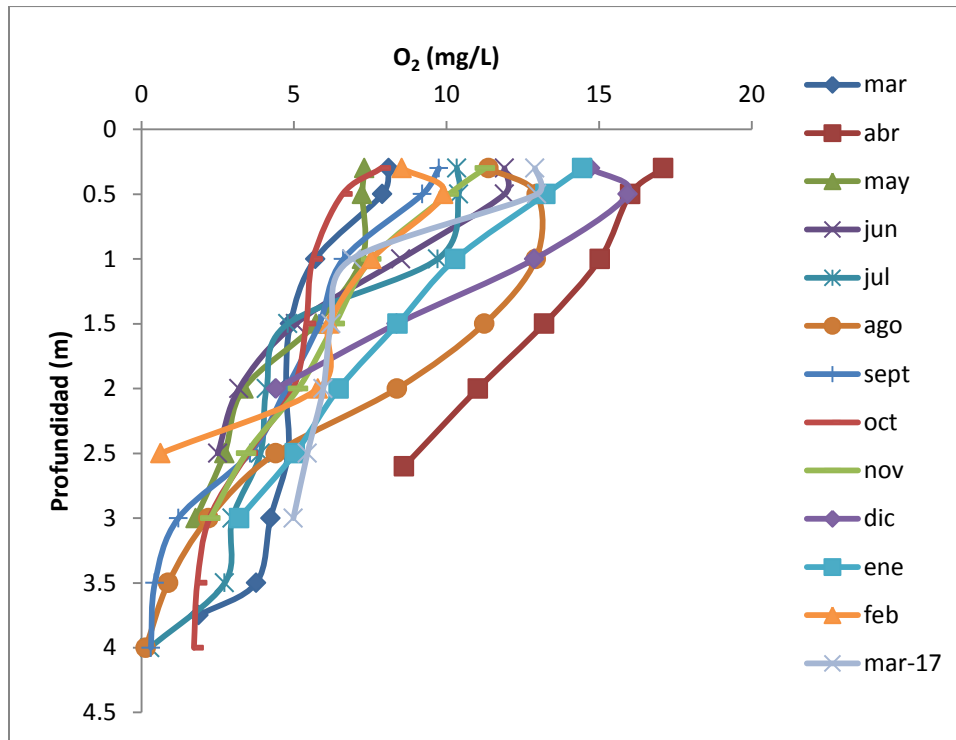 O₂ (mg/L)
0 5 10 15 20
Profundidad (m)
0
0.5
1
1.5
2
2.5
3
3.5
4
4.5
mar
abr
may
jun
jul
ago
sept
oct
nov
dic
ene
feb
mar-17